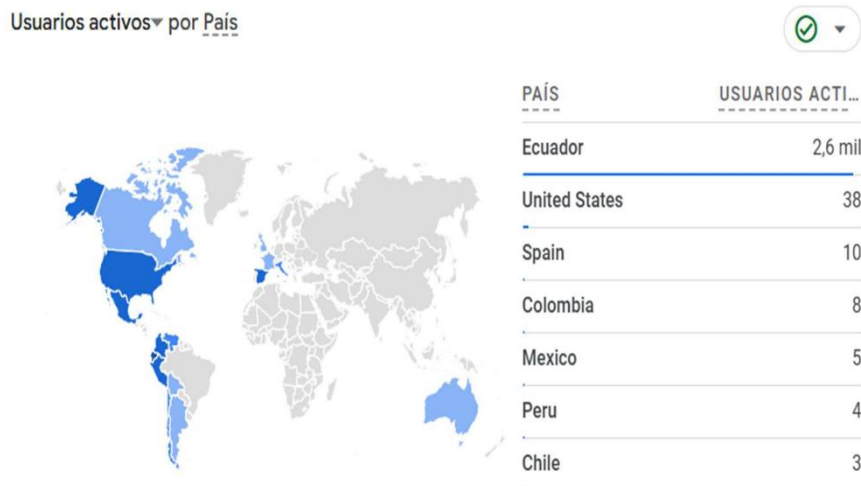 Usuarios activos por País
PAÍS USUARIOS ACTI...
Ecuador 2,6 mil
United States 38
Spain 10
Colombia 8
Mexico 5
Peru 4
Chile 3